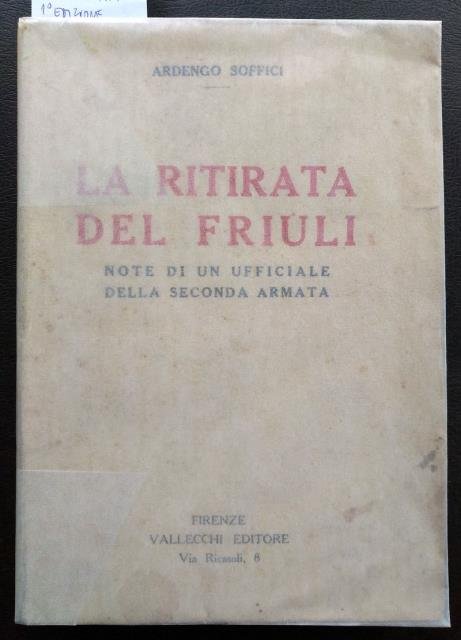 1ª EDIZIONE
ARDENGO SOFFICI
LA RITIRATA
DEL FRIULI
NOTE DI UN UFFICIALE
DELLA SECONDA ARMATA
FIRENZE
VALLECCHI EDITORE
Via Ricasoli, 8